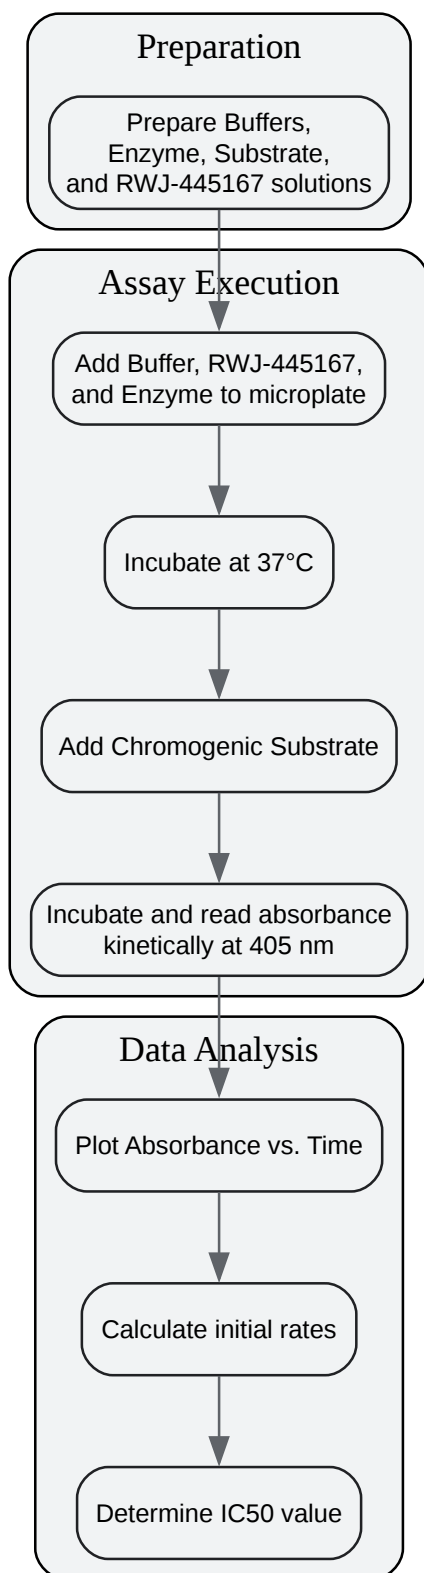 Preparation
Prepare Buffers,
Enzyme, Substrate,
and RWJ-445167 solutions
Assay Execution
Add Buffer, RWJ-445167,
and Enzyme to microplate
Incubate at 37°C
Add Chromogenic Substrate
Incubate and read absorbance
kinetically at 405 nm
Data Analysis
Plot Absorbance vs. Time
Calculate initial rates
Determine IC50 value